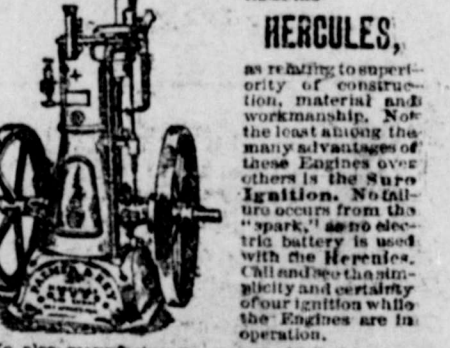 HERCULES,
as relating to superi-
ority of construc-
tion, material and
workmanship. Not
the least among the
many advantages of
these Engines over
others is the Sure
Ignition. No fail-
ure occurs from the
"spark," as no elec-
tric battery is used
with the Hercules.
Call and see the sim-
plicity and certainty
of our ignition while
the Engines are in
operation.
PALMER & REY